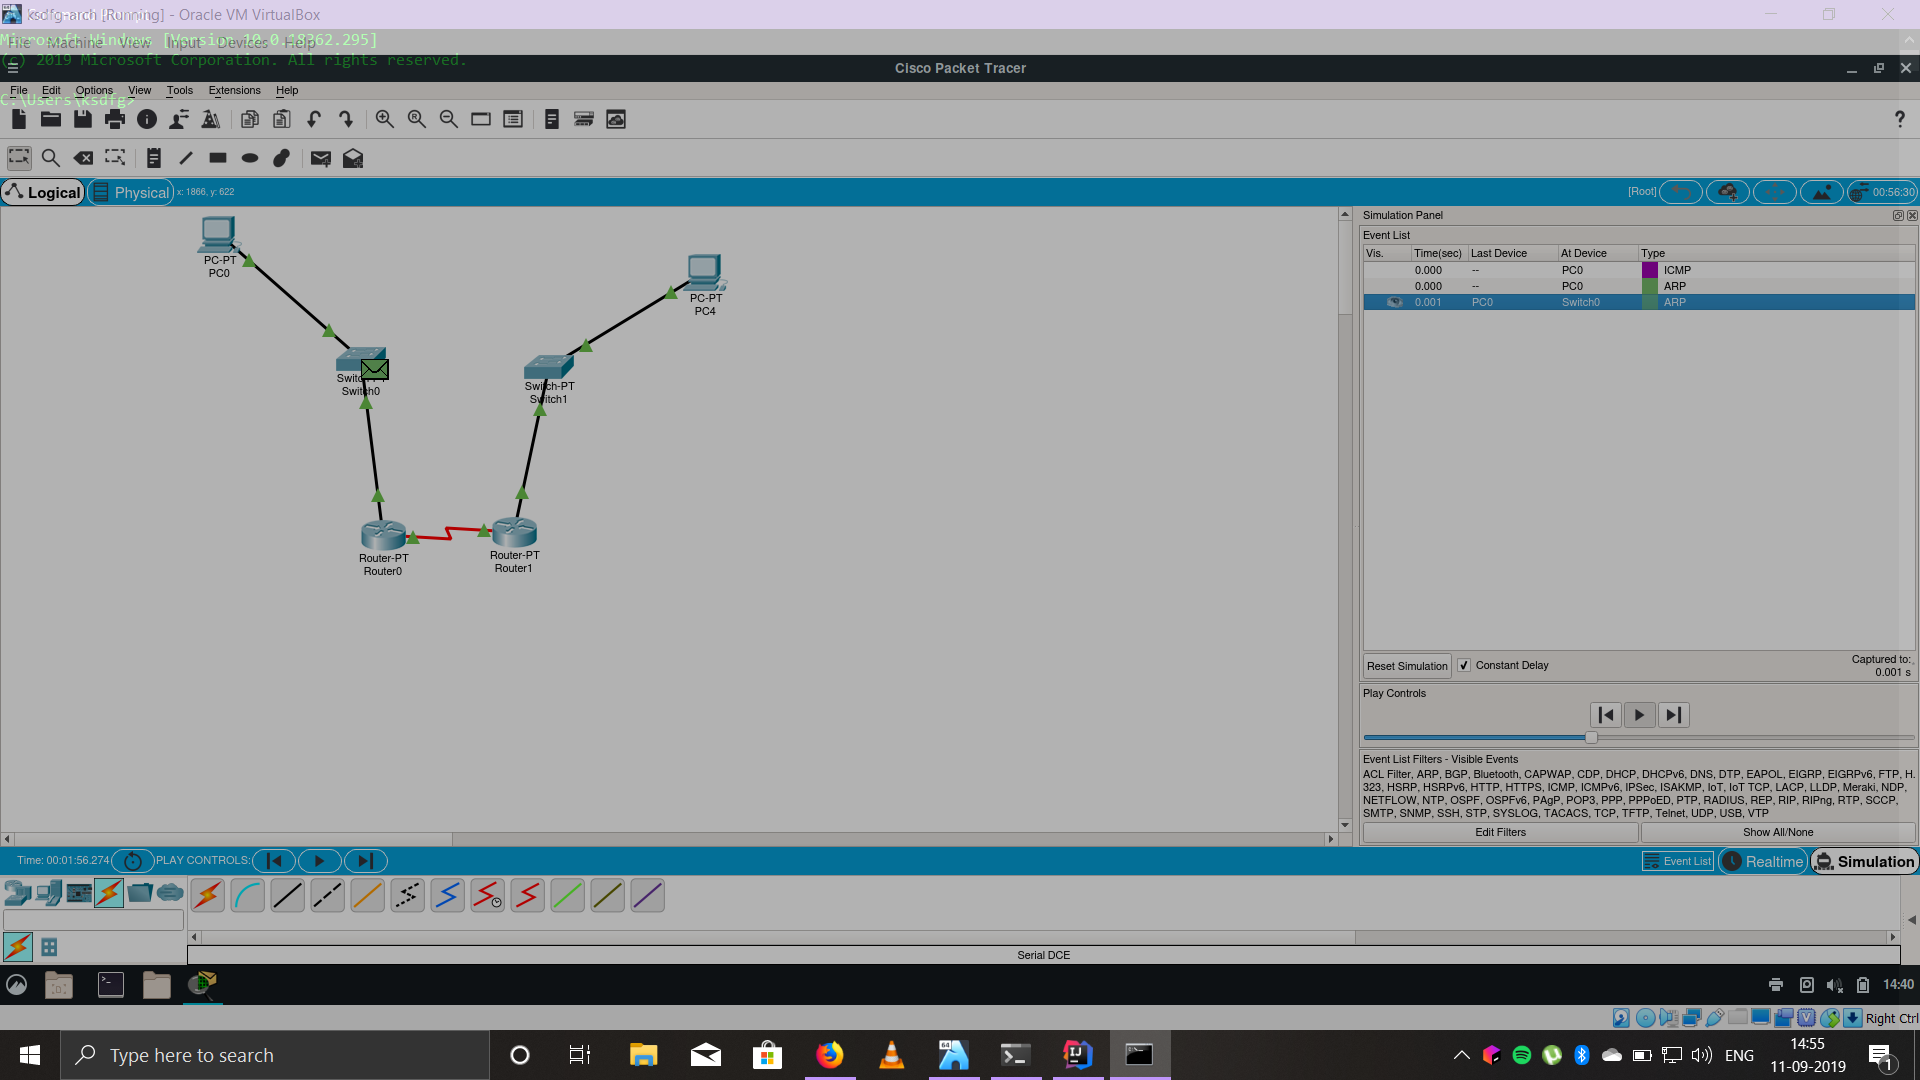 [Running] - Oracle VM VirtualBox
File Machine View Input Devices Help
Microsoft Windows [Version 10.0.18362.295]
(c) 2019 Microsoft Corporation. All rights reserved.
Cisco Packet Tracer
File Edit Options View Tools Extensions Help
C:\Users\ksdfg>
Logical Physical x: 1866, y: 622 [Root] 00:56:30
PC-PT
PC0
PC-PT
PC4
Switch0
Switch-PT
Switch1
Router-PT
Router0
Router-PT
Router1
Simulation Panel
Event List
Vis. Time(sec) Last Device At Device Type
0.000 -- PC0 ICMP
0.000 -- PC0 ARP
0.001 PC0 Switch0 ARP
Reset Simulation Constant Delay
Captured to:
0.001 s
Play Controls
Event List Filters - Visible Events
ACL Filter, ARP, BGP, Bluetooth, CAPWAP, CDP, DHCP, DHCPv6, DNS, DTP, EAPOL, EIGRP, EIGRPv6, FTP, H.
323, HSRP, HSRPv6, HTTP, HTTPS, ICMP, ICMPv6, IPSec, ISAKMP, IoT, IoT TCP, LACP, LLDP, Meraki, NDP,
NETFLOW, NTP, OSPF, OSPFv6, PAgP, POP3, PPP, PPPoED, PTP, RADIUS, REP, RIP, RIPng, RTP, SCCP,
SMTP, SNMP, SSH, STP, SYSLOG, TACACS, TCP, TFTP, Telnet, UDP, USB, VTP
Edit Filters Show All/None
Time: 00:01:56.274 PLAY CONTROLS: Event List Realtime Simulation
Serial DCE
14:40
Right Ctrl
Type here to search
ENG
14:55
11-09-2019
1